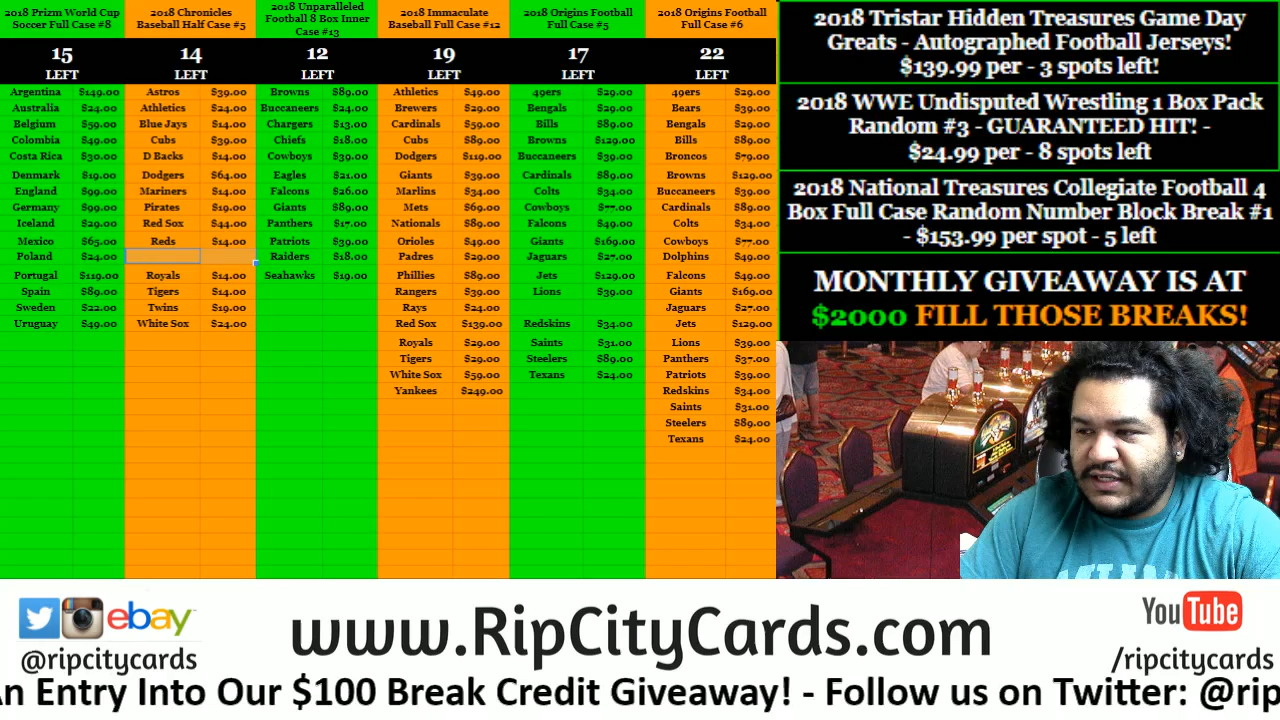 2018 Prizm World Cup
Soccer Full Case #8
15
LEFT
Argentina $149.00
Australia $24.00
Belgium $59.00
Colombia $49.00
Costa Rica $30.00
Denmark $19.00
England $99.00
Germany $99.00
Iceland $29.00
Mexico $65.00
Poland $24.00
Portugal $119.00
Spain $89.00
Sweden $22.00
Uruguay $49.00
2018 Chronicles
Baseball Half Case #5
14
LEFT
Astros $39.00
Athletics $24.00
Blue Jays $14.00
Cubs $39.00
D Backs $14.00
Dodgers $64.00
Mariners $14.00
Pirates $19.00
Red Sox $44.00
Reds $14.00
Royals $14.00
Tigers $14.00
Twins $19.00
White Sox $24.00
2018 Unparalleled
Football 8 Box Inner
Case #13
12
LEFT
Browns $89.00
Buccaneers $24.00
Chargers $13.00
Chiefs $18.00
Cowboys $39.00
Eagles $21.00
Falcons $26.00
Giants $89.00
Panthers $17.00
Patriots $39.00
Raiders $18.00
Seahawks $19.00
2018 Immaculate
Baseball Full Case #12
19
LEFT
Athletics $49.00
Brewers $29.00
Cardinals $59.00
Cubs $89.00
Dodgers $119.00
Giants $39.00
Marlins $34.00
Mets $69.00
Nationals $89.00
Orioles $49.00
Padres $29.00
Phillies $89.00
Rangers $39.00
Rays $24.00
Red Sox $139.00
Royals $29.00
Tigers $29.00
White Sox $59.00
Yankees $249.00
2018 Origins Football
Full Case #5
17
LEFT
49ers $29.00
Bengals $29.00
Bills $89.00
Browns $129.00
Buccaneers $39.00
Cardinals $89.00
Colts $34.00
Cowboys $77.00
Falcons $49.00
Giants $169.00
Jaguars $27.00
Jets $129.00
Lions $39.00
Redskins $34.00
Saints $31.00
Steelers $89.00
Texans $24.00
2018 Origins Football
Full Case #6
22
LEFT
49ers $29.00
Bears $39.00
Bengals $29.00
Bills $89.00
Broncos $79.00
Browns $129.00
Buccaneers $39.00
Cardinals $89.00
Colts $34.00
Cowboys $77.00
Dolphins $49.00
Falcons $49.00
Giants $169.00
Jaguars $27.00
Jets $129.00
Lions $39.00
Panthers $37.00
Patriots $39.00
Redskins $34.00
Saints $31.00
Steelers $89.00
Texans $24.00
2018 Tristar Hidden Treasures Game Day
Greats - Autographed Football Jerseys!
$139.99 per - 3 spots left!
2018 WWE Undisputed Wrestling 1 Box Pack
Random #3 - GUARANTEED HIT! -
$24.99 per - 8 spots left
2018 National Treasures Collegiate Football 4
Box Full Case Random Number Block Break #1
- $153.99 per spot - 5 left
MONTHLY GIVEAWAY IS AT
$2000 FILL THOSE BREAKS!
ebay
@ripcitycards
www.RipCityCards.com
YouTube
/ripcitycards
An Entry Into Our $100 Break Credit Giveaway! - Follow us on Twitter: @rip